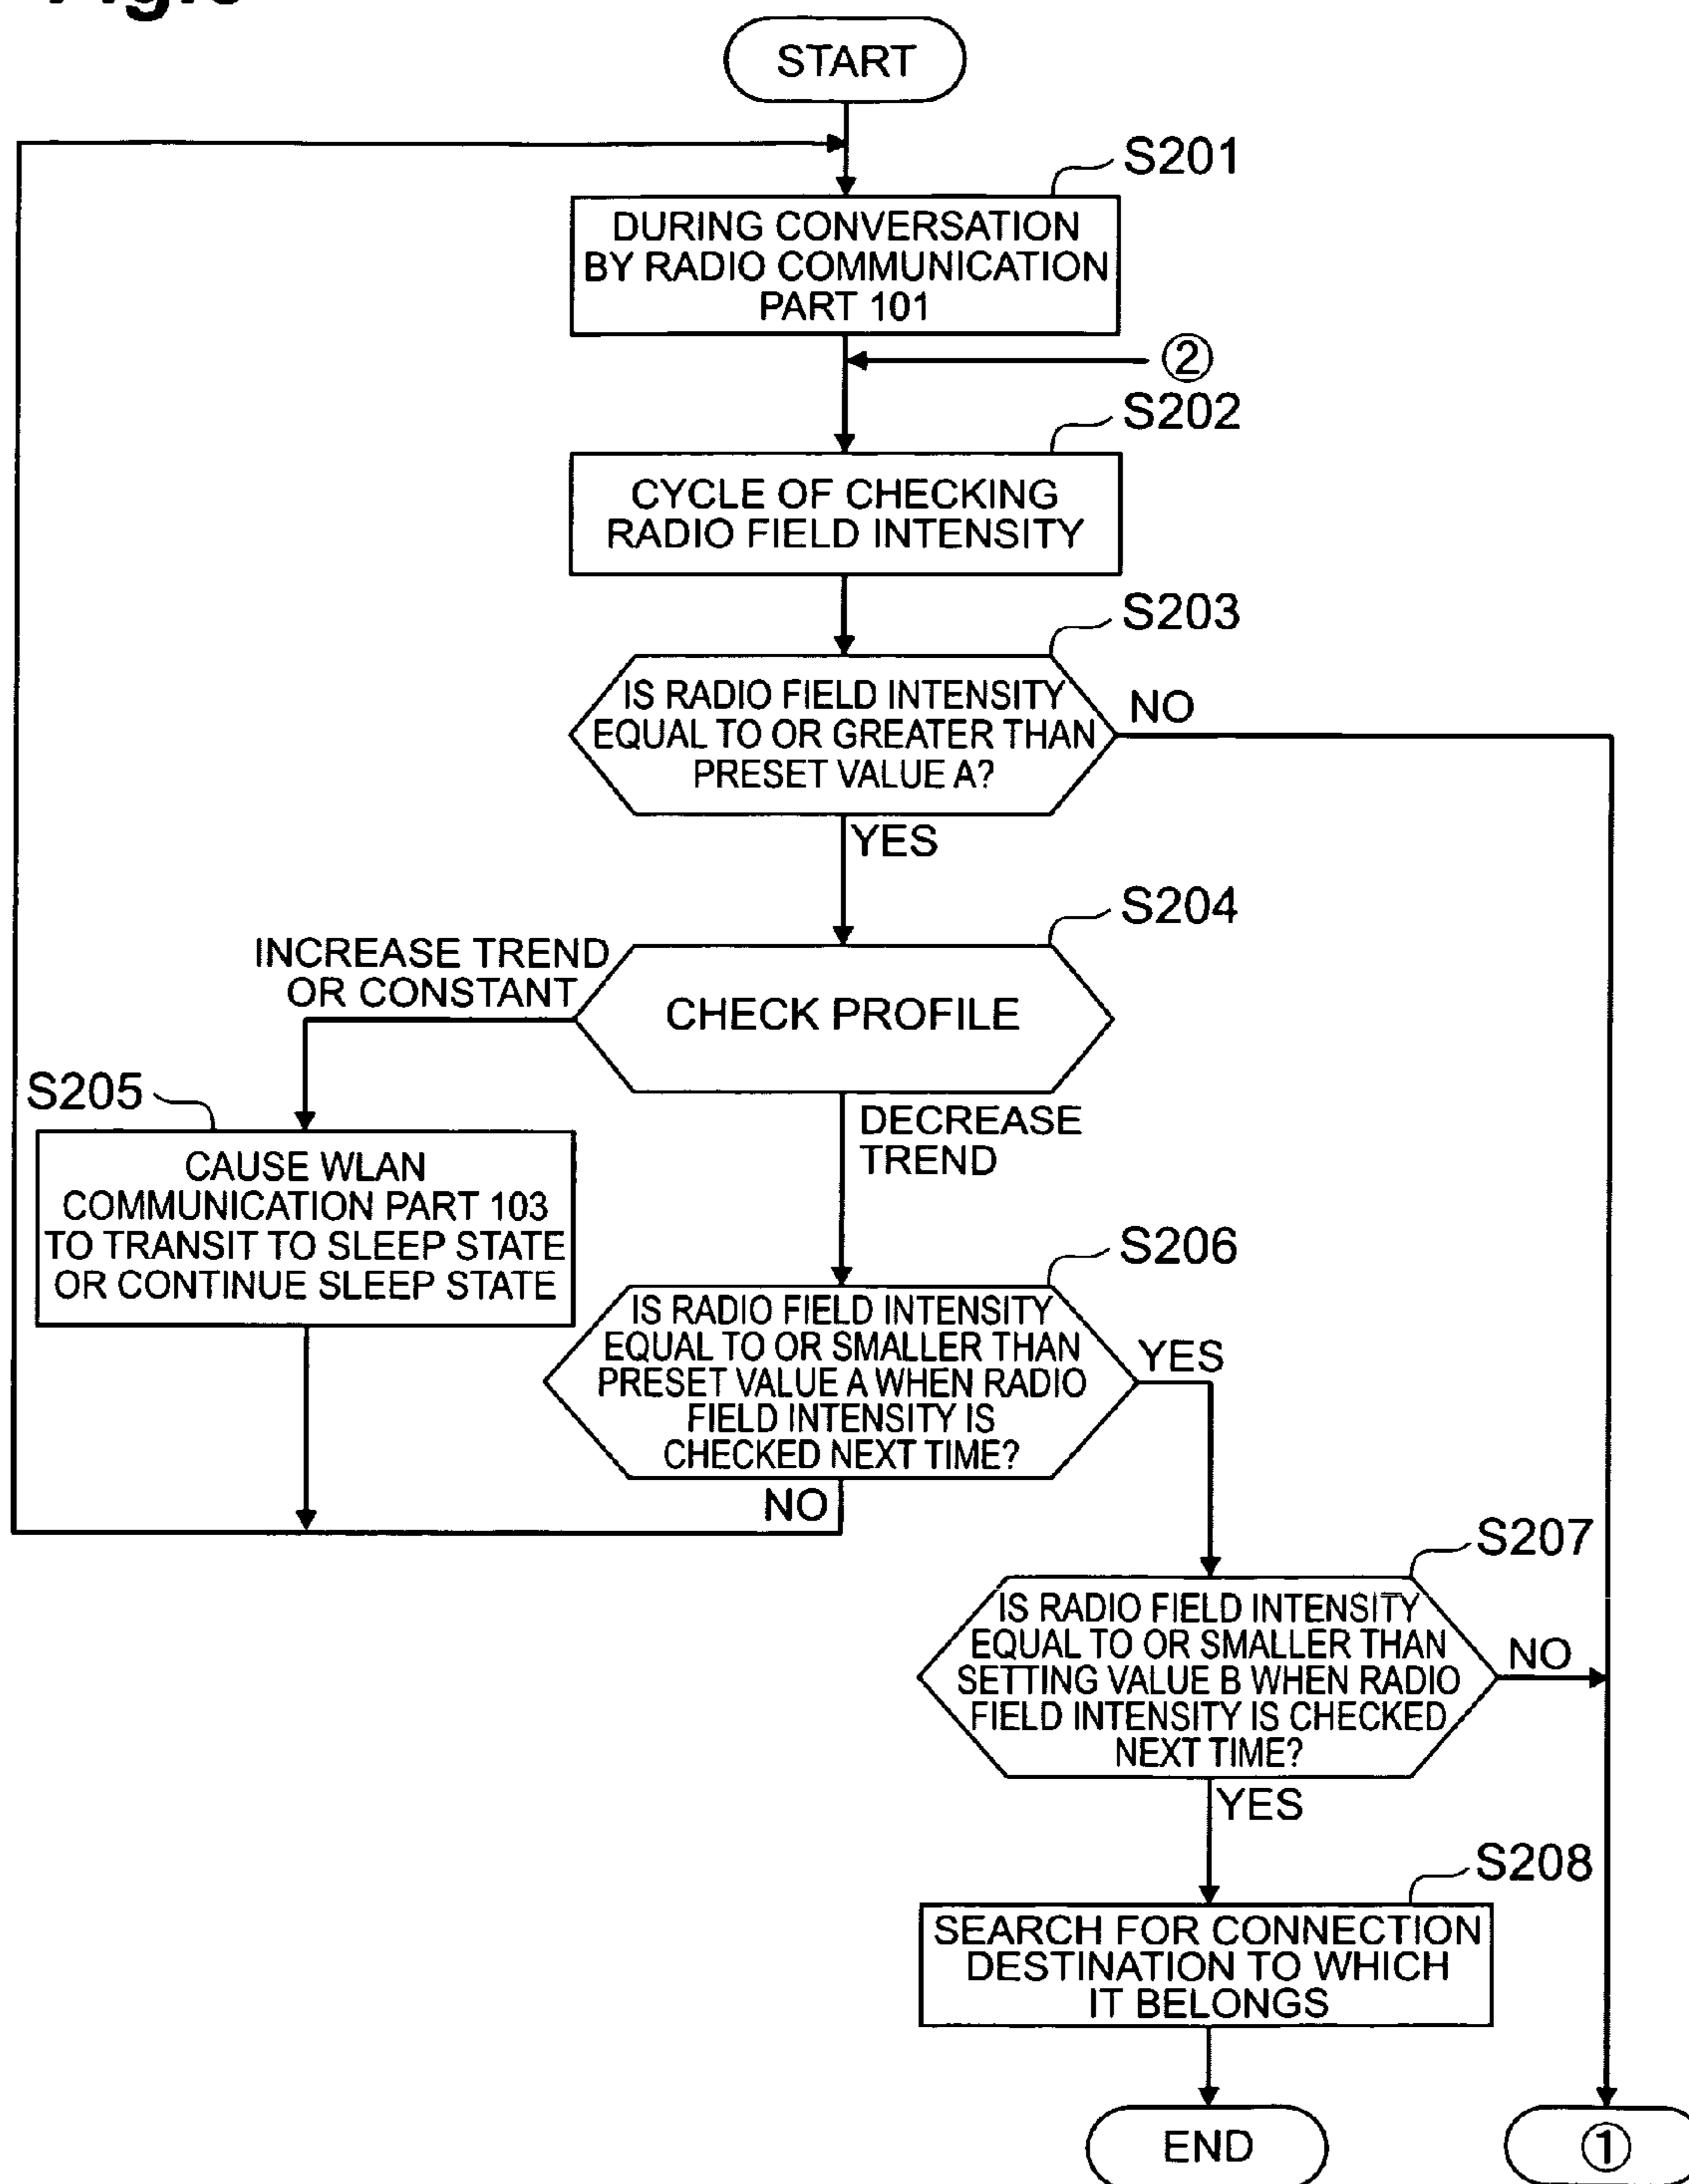 START
S201
DURING CONVERSATION
BY RADIO COMMUNICATION
PART 101
②
S202
CYCLE OF CHECKING
RADIO FIELD INTENSITY
S203
IS RADIO FIELD INTENSITY
EQUAL TO OR GREATER THAN
PRESET VALUE A?
NO
YES
S204
INCREASE TREND
OR CONSTANT
CHECK PROFILE
S205
CAUSE WLAN
COMMUNICATION PART 103
TO TRANSIT TO SLEEP STATE
OR CONTINUE SLEEP STATE
DECREASE
TREND
S206
IS RADIO FIELD INTENSITY
EQUAL TO OR SMALLER THAN
PRESET VALUE A WHEN RADIO
FIELD INTENSITY IS
CHECKED NEXT TIME?
YES
NO
S207
IS RADIO FIELD INTENSITY
EQUAL TO OR SMALLER THAN
SETTING VALUE B WHEN RADIO
FIELD INTENSITY IS CHECKED
NEXT TIME?
NO
YES
S208
SEARCH FOR CONNECTION
DESTINATION TO WHICH
IT BELONGS
END
①